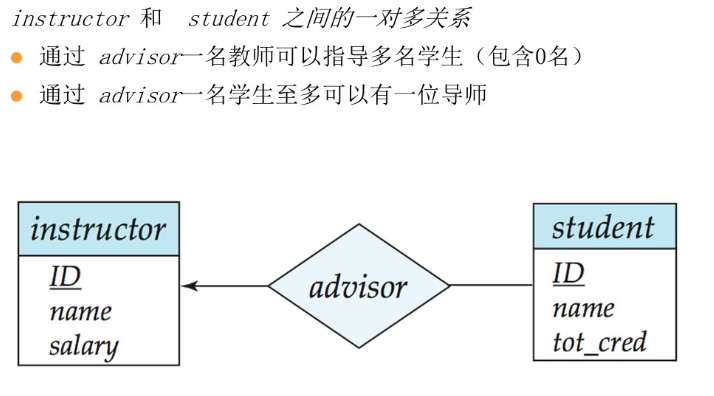 instructor 和 student 之间的一对多关系
通过 advisor一名教师可以指导多名学生（包含0名）
通过 advisor一名学生至多可以有一位导师
instructor
ID
name
salary
advisor
student
ID
name
tot_cred